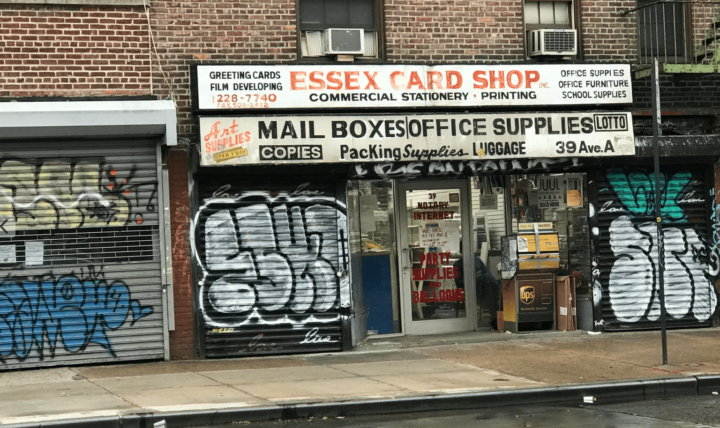 GREETING CARDS
FILM DEVELOPING
228-7740
ESSEX CARD SHOP INC.
COMMERCIAL STATIONERY • PRINTING
OFFICE SUPPLIES
OFFICE FURNITURE
SCHOOL SUPPLIES
Art
SUPPLIES
MAIL BOXES OFFICE SUPPLIES LOTTO
COPIES PacKing Supplies LUGGAGE 39 Ave.A
39
NOTARY
INTERNET
PARTY
SUPPLIES
AND
BALLOONS
ups